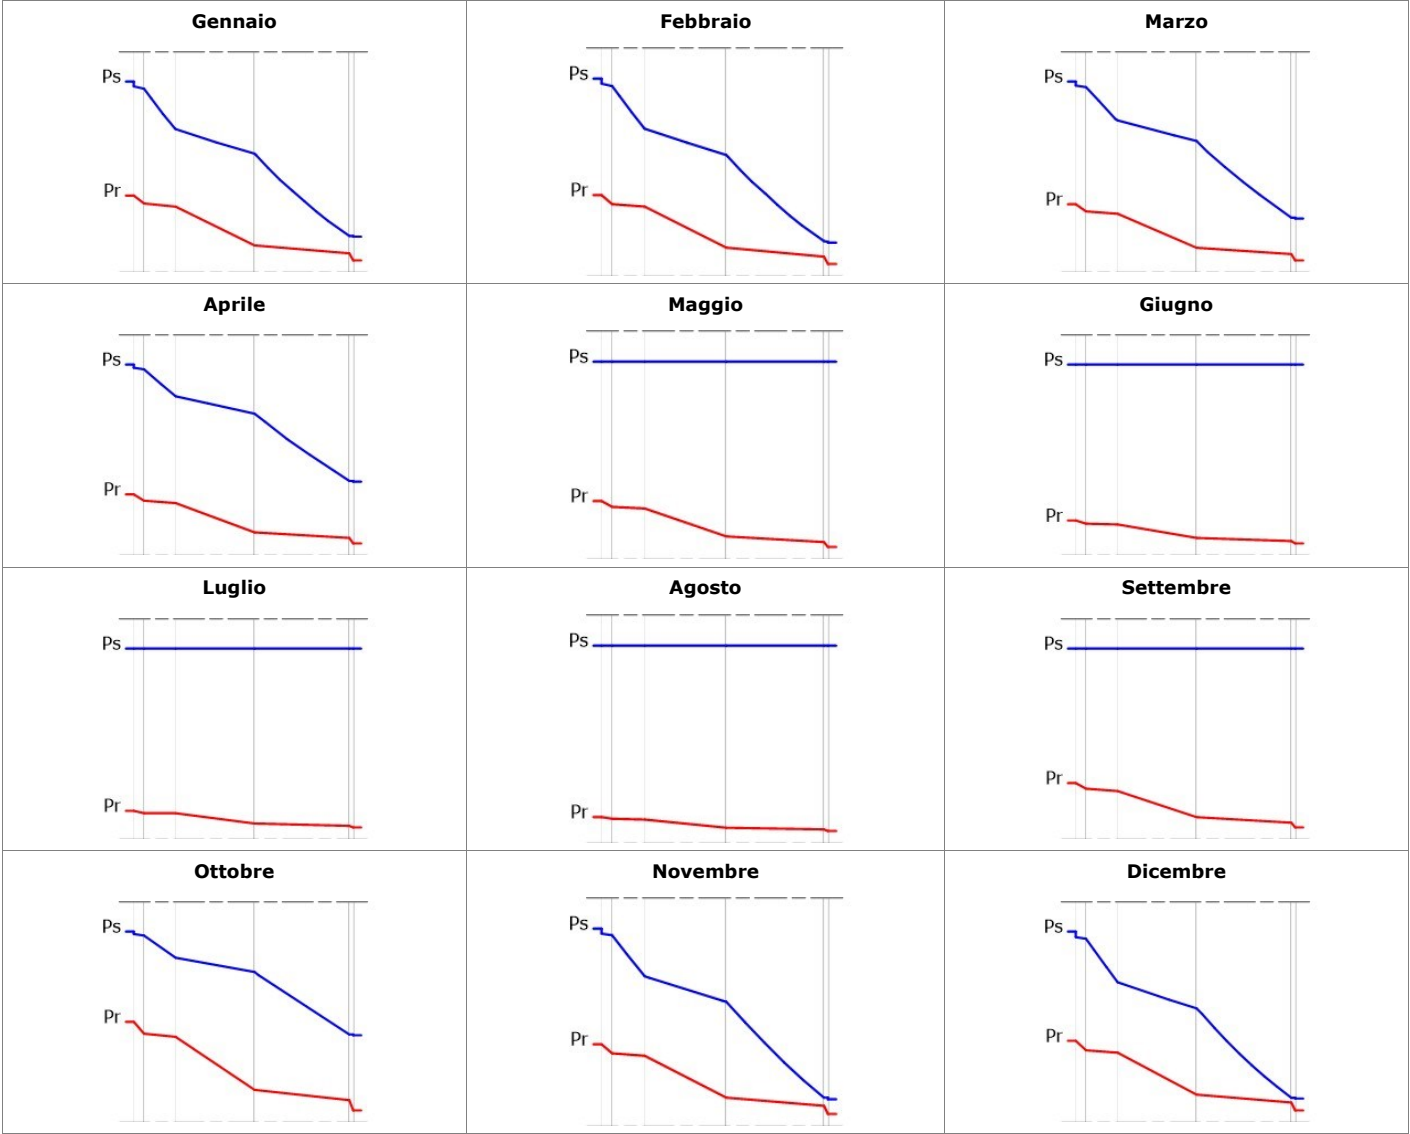 Gennaio
Febbraio
Marzo
Ps
Ps
Ps
Pr
Pr
Pr
Aprile
Maggio
Giugno
Ps
Ps
Ps
Pr
Pr
Pr
Luglio
Agosto
Settembre
Ps
Ps
Ps
Pr
Pr
Pr
Ottobre
Novembre
Dicembre
Ps
Ps
Ps
Pr
Pr
Pr